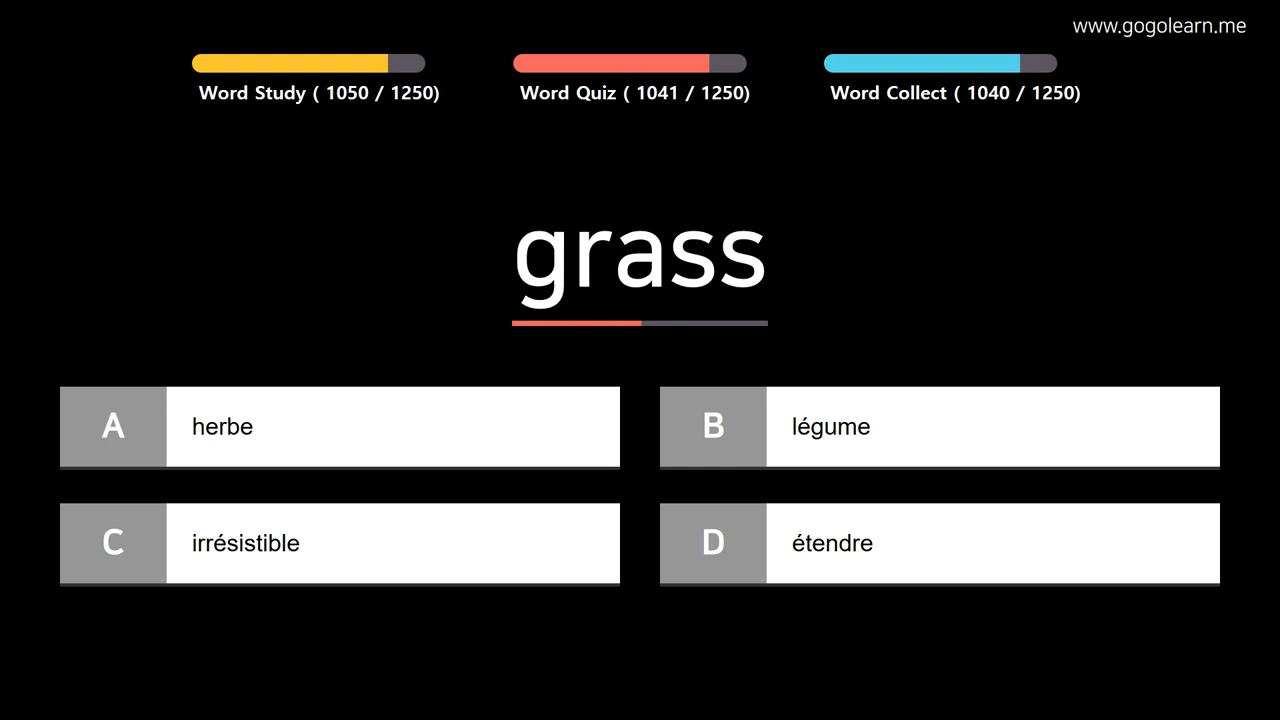 www.gogolearn.me
Word Study ( 1050 / 1250)
Word Quiz ( 1041 / 1250)
Word Collect ( 1040 / 1250)
grass
A herbe
B légume
C irrésistible
D étendre